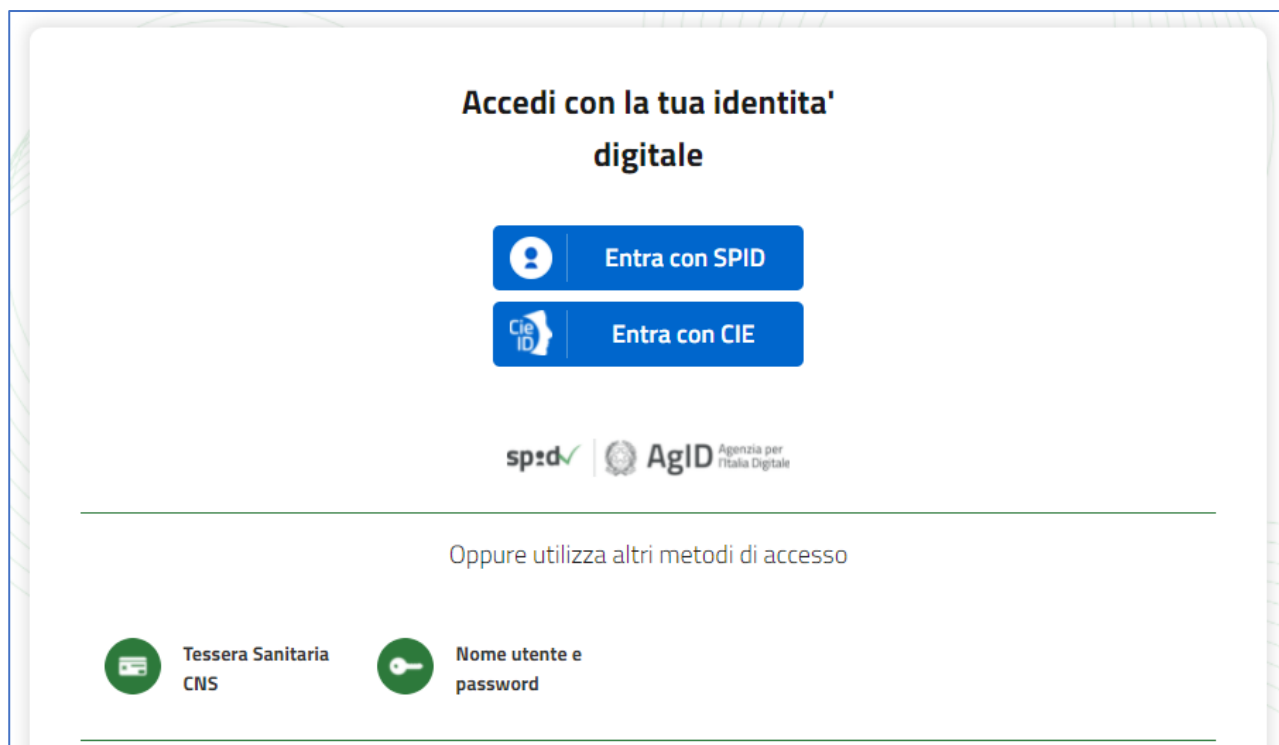 Accedi con la tua identita'
digitale
Entra con SPID
Cie
ID
Entra con CIE
spid
AgID
Agenzia per
l'Italia Digitale
Oppure utilizza altri metodi di accesso
Tessera Sanitaria
CNS
Nome utente e
password